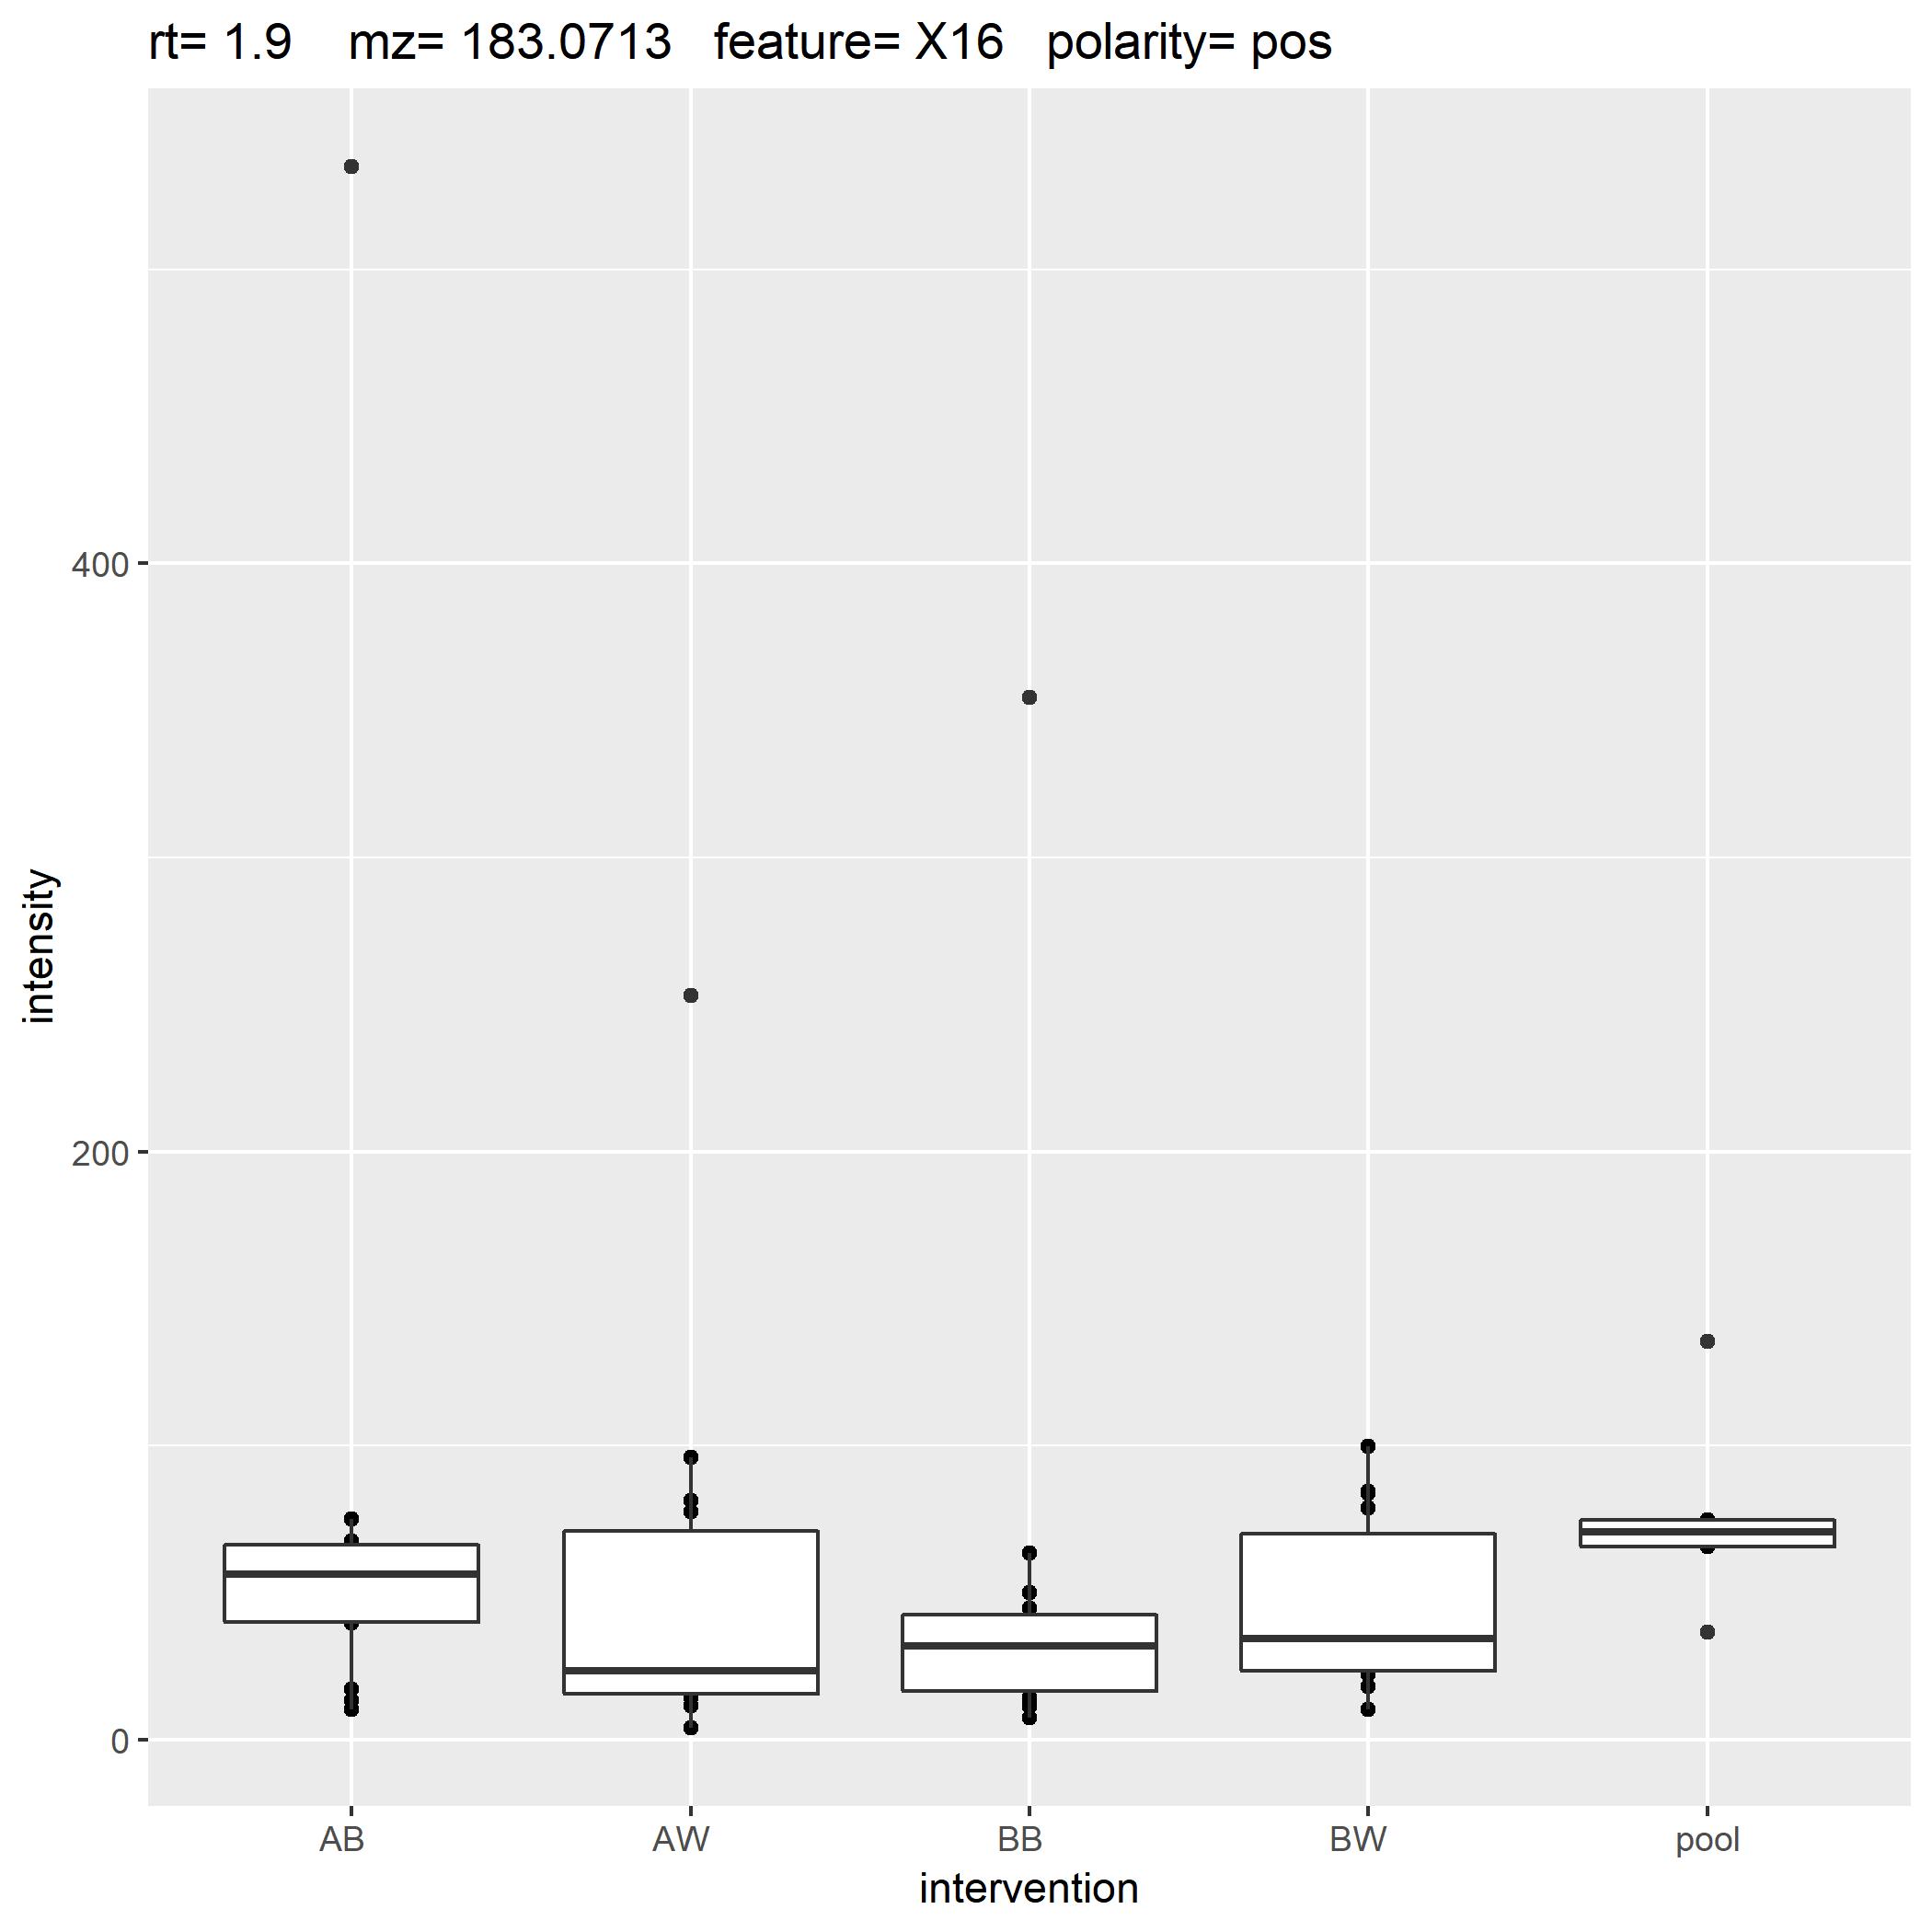 rt= 1.9    mz= 183.0713   feature= X16   polarity= pos
intensity
400
200
0
AB AW BB BW pool
intervention